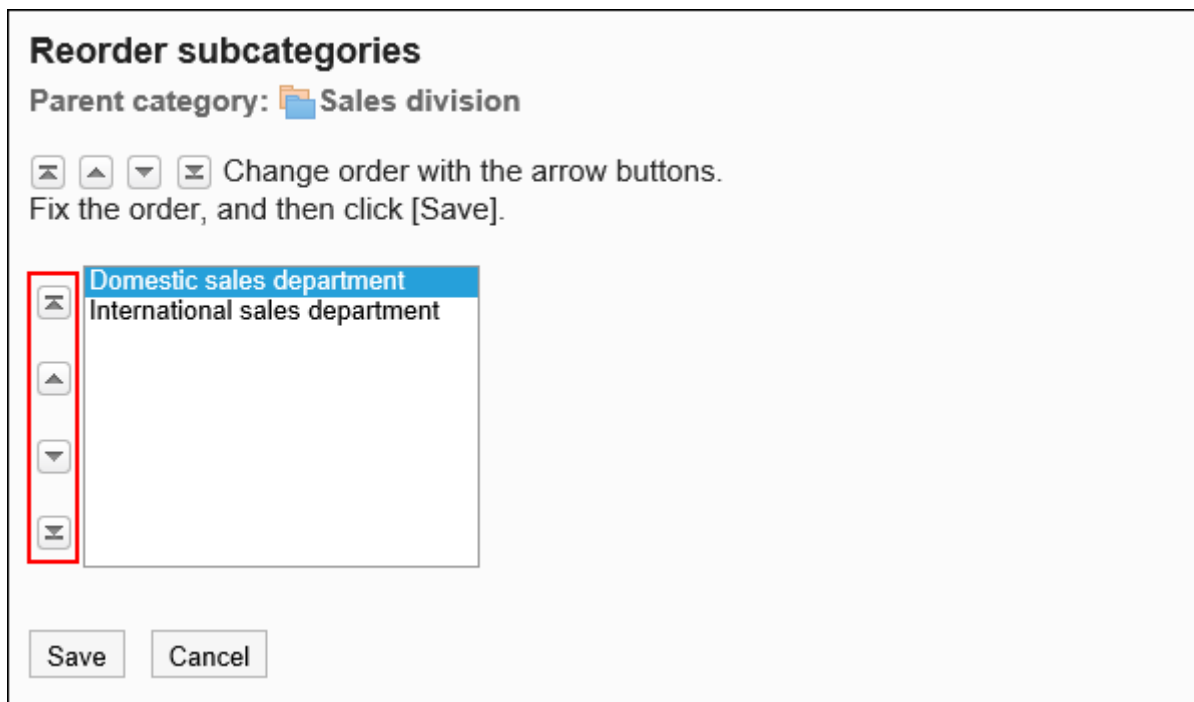 Reorder subcategories
Parent category: Sales division
Change order with the arrow buttons.
Fix the order, and then click [Save].
Domestic sales department
International sales department
Save Cancel